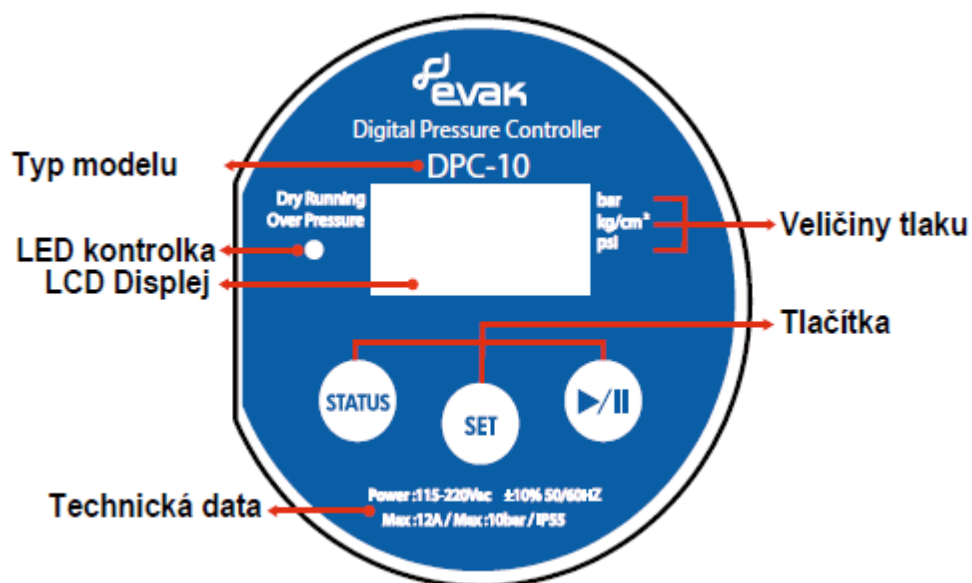 evak
Digital Pressure Controller
Typ modelu
DPC-10
Dry Running
Over Pressure
bar
kg/cm²
psi
Veličiny tlaku
LED kontrolka
LCD Displej
Tlačítka
STATUS
SET
▶/II
Technická data
Power :115-220Vac ±10% 50/60HZ
Max :12A / Max :10bar / IP55